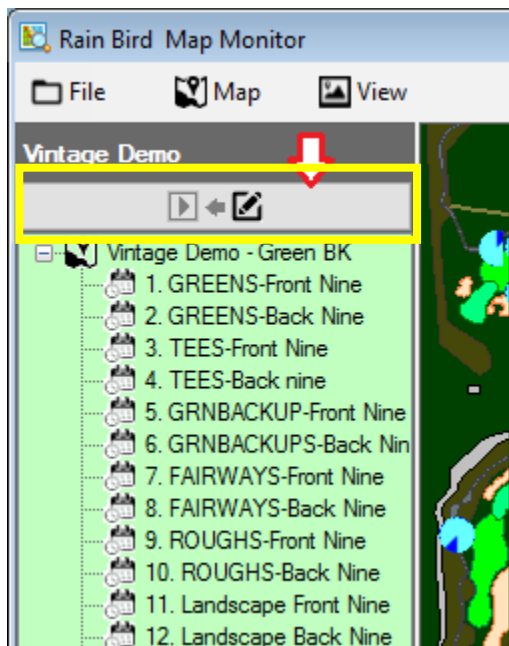 Rain Bird  Map Monitor
File Map View
Vintage Demo
Vintage Demo - Green BK
1. GREENS-Front Nine
2. GREENS-Back Nine
3. TEES-Front Nine
4. TEES-Back nine
5. GRNBACKUP-Front Nine
6. GRNBACKUPS-Back Nin
7. FAIRWAYS-Front Nine
8. FAIRWAYS-Back Nine
9. ROUGHS-Front Nine
10. ROUGHS-Back Nine
11. Landscape Front Nine
12. Landscape Back Nine